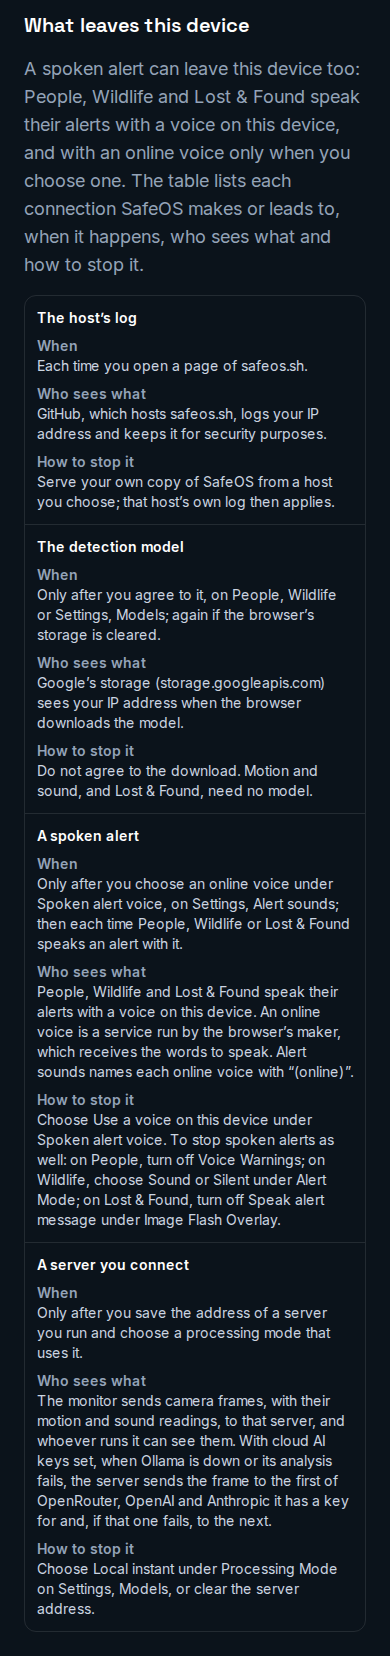 What leaves this device
A spoken alert can leave this device too:
People, Wildlife and Lost & Found speak
their alerts with a voice on this device,
and with an online voice only when you
choose one. The table lists each
connection SafeOS makes or leads to,
when it happens, who sees what and
how to stop it.
The host's log
When
Each time you open a page of safeos.sh.
Who sees what
GitHub, which hosts safeos.sh, logs your IP
address and keeps it for security purposes.
How to stop it
Serve your own copy of SafeOS from a host
you choose; that host's own log then applies.
The detection model
When
Only after you agree to it, on People, Wildlife
or Settings, Models; again if the browser's
storage is cleared.
Who sees what
Google's storage (storage.googleapis.com)
sees your IP address when the browser
downloads the model.
How to stop it
Do not agree to the download. Motion and
sound, and Lost & Found, need no model.
A spoken alert
When
Only after you choose an online voice under
Spoken alert voice, on Settings, Alert sounds;
then each time People, Wildlife or Lost & Found
speaks an alert with it.
Who sees what
People, Wildlife and Lost & Found speak their
alerts with a voice on this device. An online
voice is a service run by the browser's maker,
which receives the words to speak. Alert
sounds names each online voice with “(online)”.
How to stop it
Choose Use a voice on this device under
Spoken alert voice. To stop spoken alerts as
well: on People, turn off Voice Warnings; on
Wildlife, choose Sound or Silent under Alert
Mode; on Lost & Found, turn off Speak alert
message under Image Flash Overlay.
A server you connect
When
Only after you save the address of a server
you run and choose a processing mode that
uses it.
Who sees what
The monitor sends camera frames, with their
motion and sound readings, to that server, and
whoever runs it can see them. With cloud AI
keys set, when Ollama is down or its analysis
fails, the server sends the frame to the first of
OpenRouter, OpenAI and Anthropic it has a key
for and, if that one fails, to the next.
How to stop it
Choose Local instant under Processing Mode
on Settings, Models, or clear the server
address.